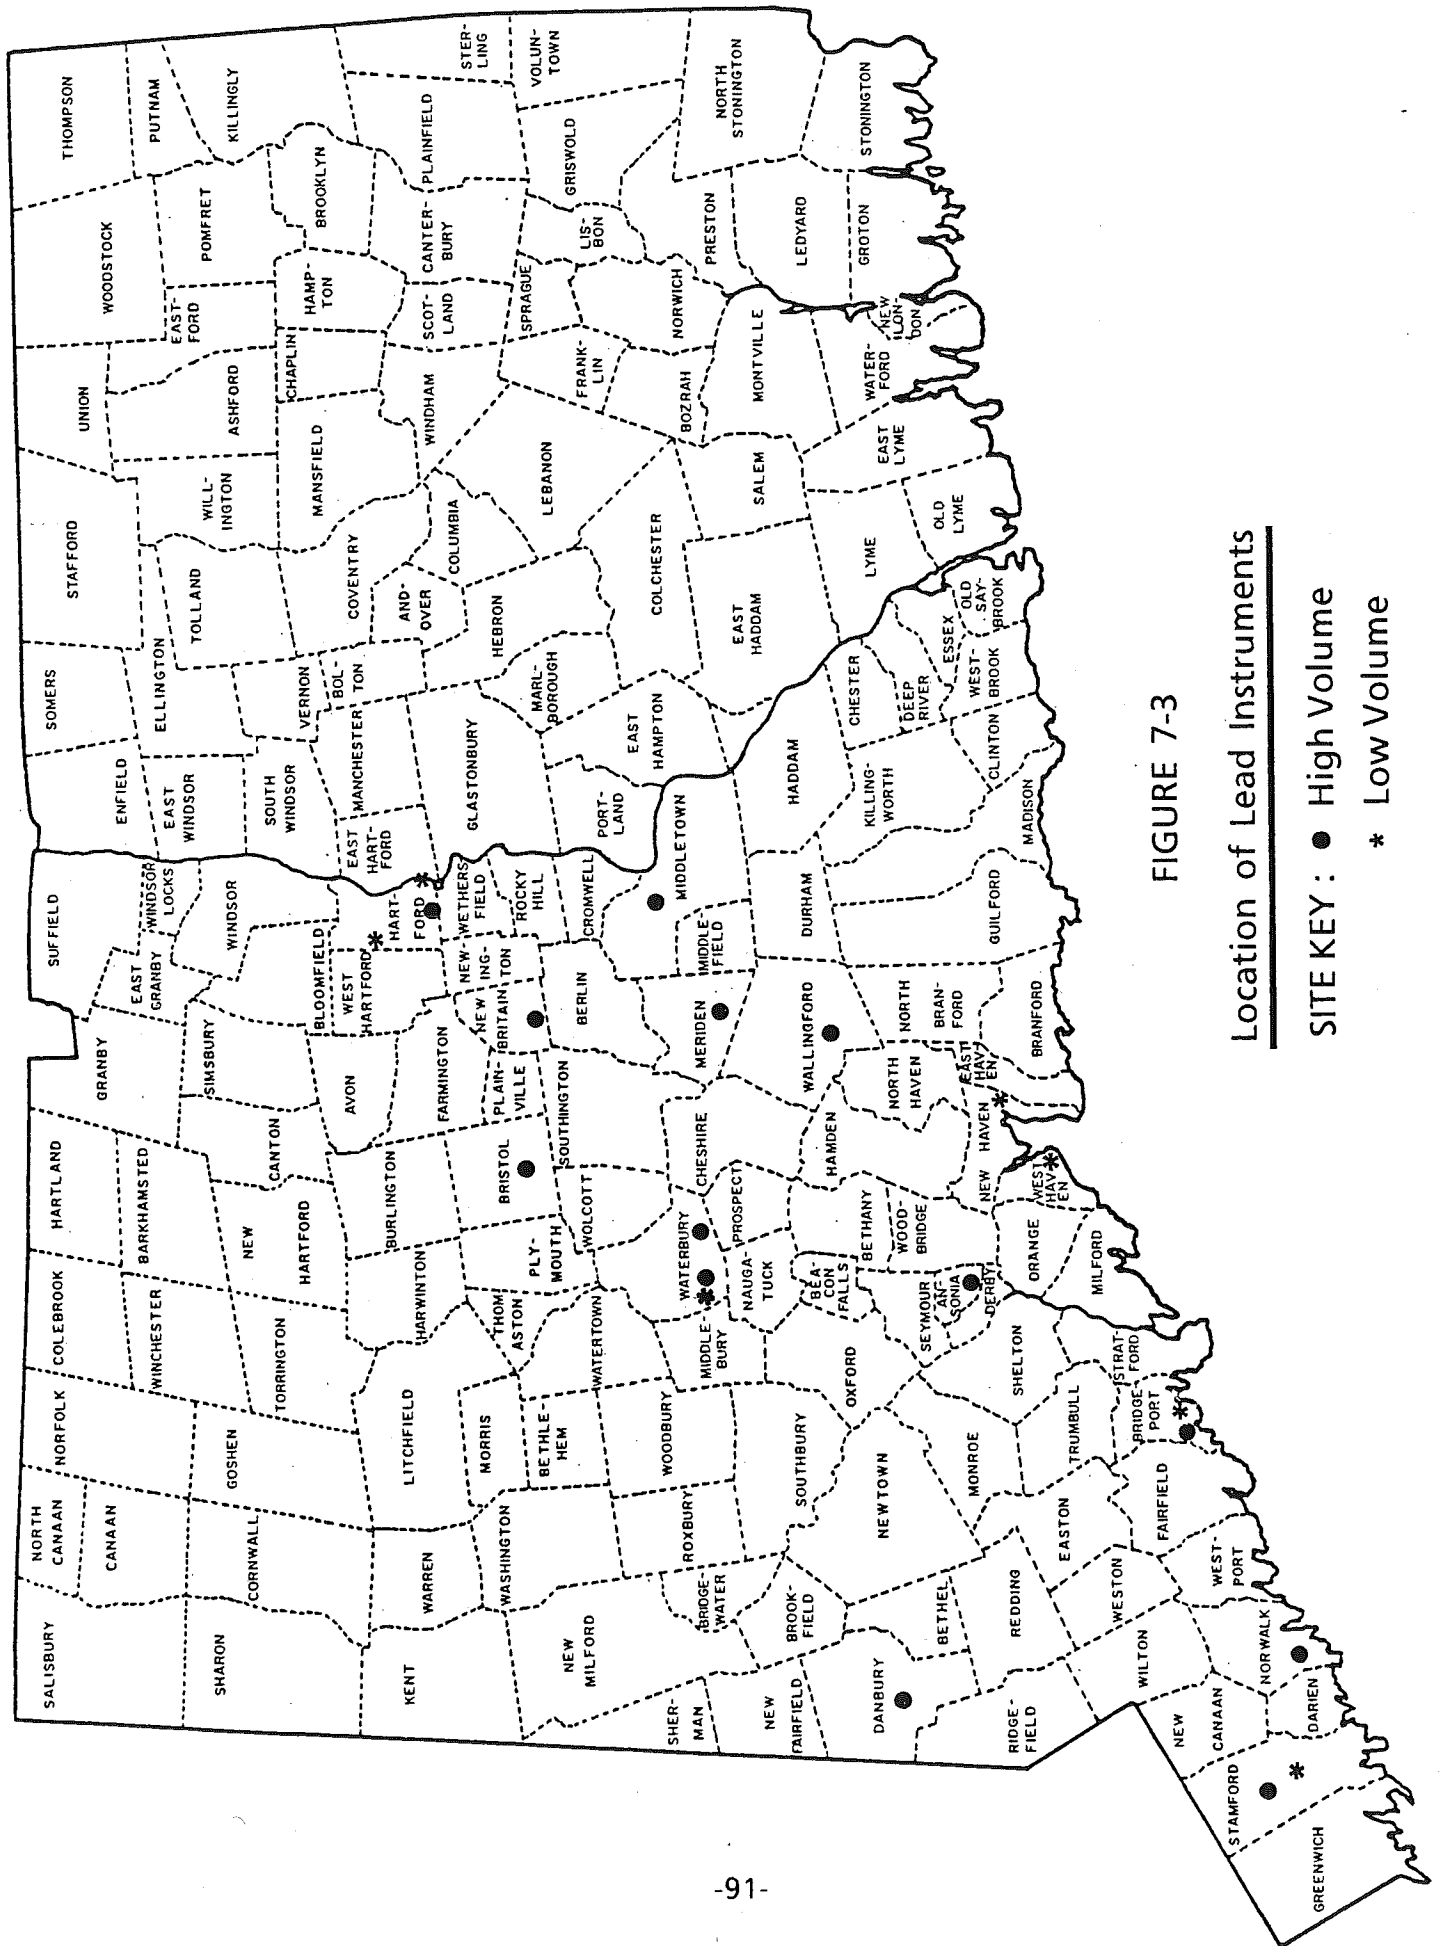 SALISBURY
NORTH
CANAAN
CANAAN
NORFOLK
COLEBROOK
HARTLAND
GRANBY
SUFFIELD
ENFIELD
SOMERS
STAFFORD
UNION
WOODSTOCK
THOMPSON
SHARON
CORNWALL
GOSHEN
WINCHESTER
BARKHAMSTED
EAST
GRANBY
WINDSOR
LOCKS
EAST
WINDSOR
ELLINGTON
PUTNAM
TORRINGTON
NEW
HARTFORD
CANTON
SIMSBURY
BLOOMFIELD
WINDSOR
SOUTH
WINDSOR
VERNON
TOLLAND
WILL-
INGTON
ASHFORD
EAST-
FORD
POMFRET
KILLINGLY
KENT
WARREN
LITCHFIELD
HARWINTON
BURLINGTON
AVON
WEST
HARTFORD
*
HART-
FORD
*
EAST
HART-
FORD
MANCHESTER
BOL-
TON
COVENTRY
MANSFIELD
CHAPLIN
HAMP-
TON
BROOKLYN
WASHINGTON
MORRIS
BETHLE-
HEM
THOM
ASTON
PLY-
MOUTH
BRISTOL
FARMINGTON
PLAIN-
VILLE
NEW
BRITAIN
NEW-
ING-
TON
WETHERS
FIELD
ROCKY
HILL
GLASTONBURY
HEBRON
AND-
OVER
COLUMBIA
WINDHAM
SCOT-
LAND
CANTER-
BURY
PLAINFIELD
STER-
LING
NEW
MILFORD
ROXBURY
WOODBURY
WATERTOWN
WOLCOTT
SOUTHINGTON
BERLIN
CROMWELL
PORT-
LAND
MARL-
BOROUGH
LEBANON
FRANK-
LIN
SPRAGUE
LIS-
BON
GRISWOLD
VOLUN-
TOWN
SHER-
MAN
BRIDGE-
WATER
MIDDLE-
BURY
WATERBURY
*
CHESHIRE
MERIDEN
MIDDLE-
FIELD
MIDDLETOWN
EAST
HAMPTON
COLCHESTER
BOZRAH
NORWICH
PRESTON
NORTH
STONINGTON
NEW
FAIRFIELD
BROOK-
FIELD
SOUTHBURY
NAUGA-
TUCK
PROSPECT
WALLINGFORD
DURHAM
HADDAM
EAST
HADDAM
SALEM
MONTVILLE
LEDYARD
DANBURY
BETHEL
NEWTOWN
OXFORD
BEA-
CON
FALLS
BETHANY
HAMDEN
NORTH
HAVEN
NORTH
BRAN-
FORD
GUILFORD
KILLING-
WORTH
CHESTER
DEEP
RIVER
LYME
EAST
LYME
WATER-
FORD
NEW
LON-
DON
GROTON
STONINGTON
RIDGE-
FIELD
REDDING
MONROE
SEYMOUR
AN-
SONIA
DERBY
WOOD-
BRIDGE
NEW HAVEN
*
EAST
HAV-
EN
BRANFORD
MADISON
CLINTON
WEST-
BROOK
ESSEX
OLD
SAY-
BROOK
OLD
LYME
WILTON
WESTON
EASTON
TRUMBULL
SHELTON
ORANGE
WEST
HAV-
EN
*
NEW
CANAAN
NORWALK
WEST-
PORT
FAIRFIELD
BRIDGE-
PORT
*
STRAT-
FORD
MILFORD
GREENWICH
STAMFORD
*
DARIEN
FIGURE 7-3
Location of Lead Instruments
SITE KEY : ● High Volume
* Low Volume
-91-